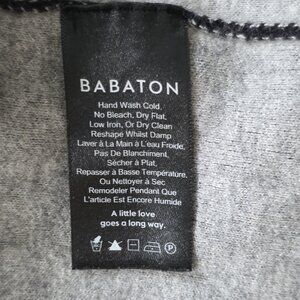 BABATON
Hand Wash Cold,
No Bleach, Dry Flat,
Low Iron, Or Dry Clean
Reshape Whilst Damp
Laver à La Main à L'eau Froide,
Pas De Blanchiment,
Sécher à Plat,
Repasser à Basse Température,
Ou Nettoyer à Sec
Remodeler Pendant Que
L'article Est Encore Humide
A little love
goes a long way.
P